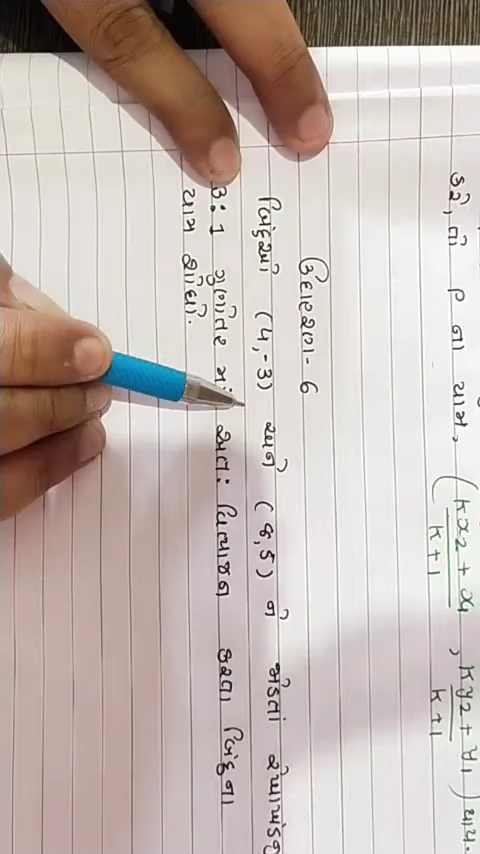 કરે, તો P ના યામ, (kx2 + x1 / k+1 , ky2 + y1 / k+1) થાય.
ઉદાહરણ - 6
બિંદુઓ (4,-3) અને (8,5) ને જોડતાં રેખાખંડનું
3:1 ગુણોત્તર માં અંતઃ વિભાજન કરતા બિંદુના
યામ શોધો.